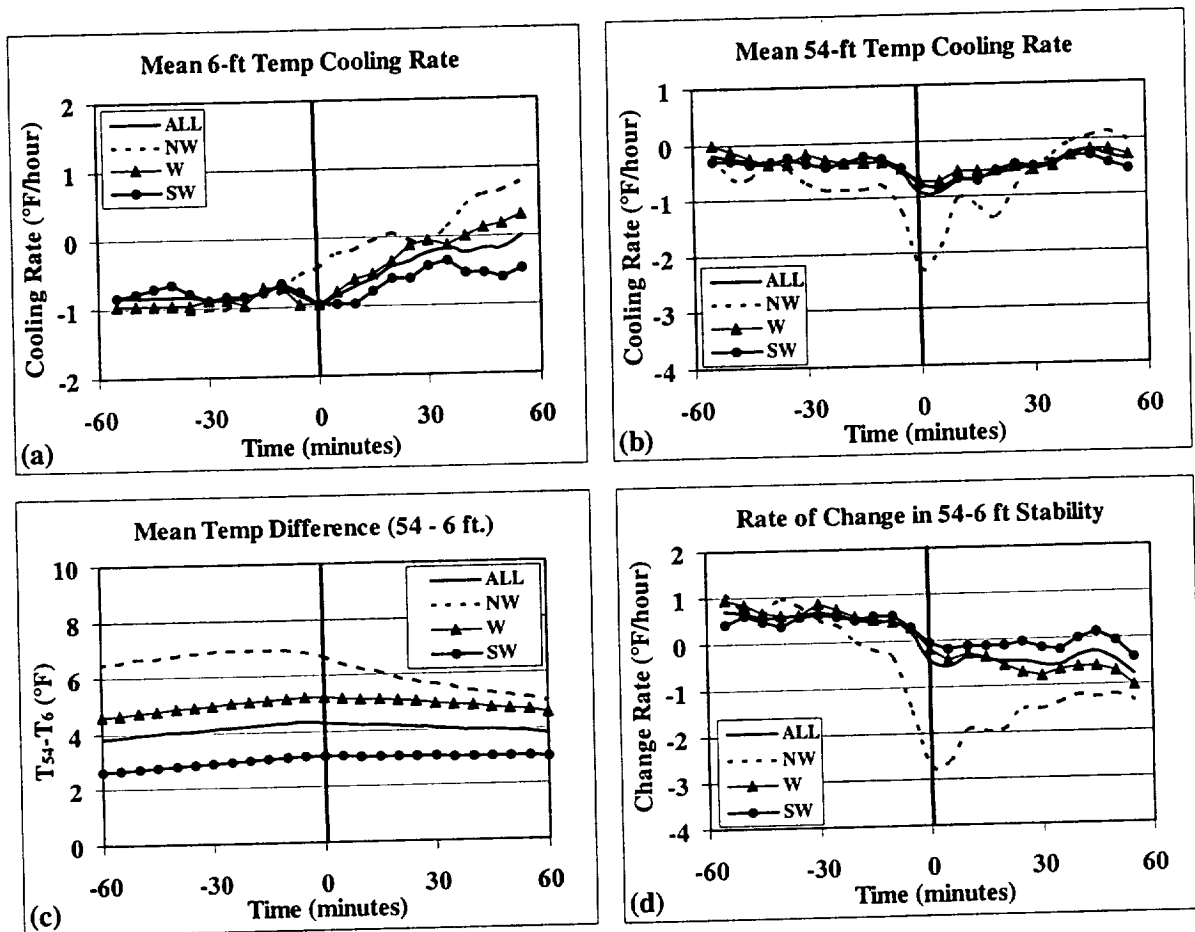 Mean 6-ft Temp Cooling Rate
Cooling Rate (°F/hour)
2
1
0
-1
-2
ALL
NW
W
SW
-60
-30
0
30
60
Time (minutes)
(a)
Mean 54-ft Temp Cooling Rate
Cooling Rate (°F/hour)
1
0
-1
-2
-3
-4
ALL
NW
W
SW
-60
-30
0
30
60
Time (minutes)
(b)
Mean Temp Difference (54 - 6 ft.)
T54-T6 (°F)
10
8
6
4
2
0
ALL
NW
W
SW
-60
-30
0
30
60
Time (minutes)
(c)
Rate of Change in 54-6 ft Stability
Change Rate (°F/hour)
2
1
0
-1
-2
-3
-4
ALL
NW
W
SW
-60
-30
0
30
60
Time (minutes)
(d)